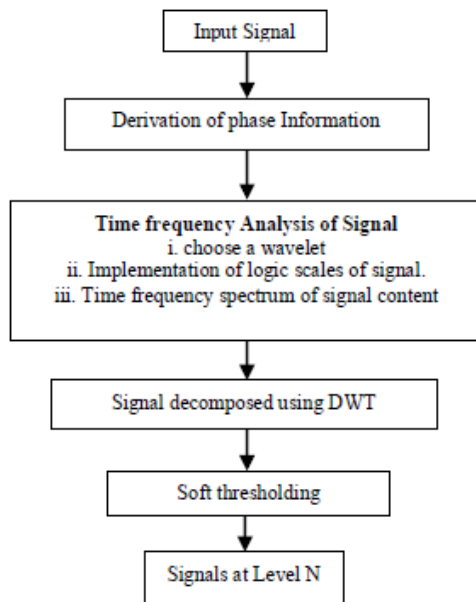 Input Signal
Derivation of phase Information
Time frequency Analysis of Signal
i. choose a wavelet
ii. Implementation of logic scales of signal.
iii. Time frequency spectrum of signal content
Signal decomposed using DWT
Soft thresholding
Signals at Level N